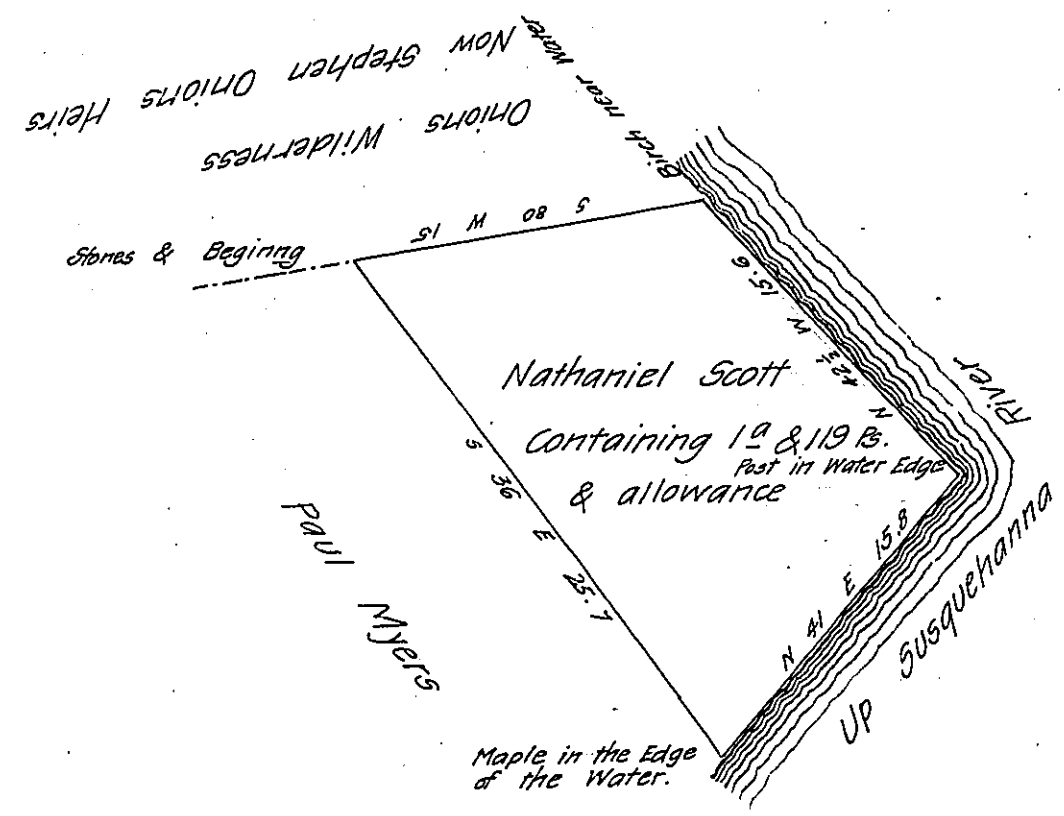 Now Stephen Onions Heirs
Onions Wilderness
Birch near Water
Stones & Beginng
S 80 W 15
N 42½ W 15.6
River
Nathaniel Scott
Containing 1a & 119 Ps.
Post in Water Edge
& allowance
S 36 E 25.7
N 41 E 15.8
Paul Myers
Up Susquehanna
Maple in the Edge
of the Water.